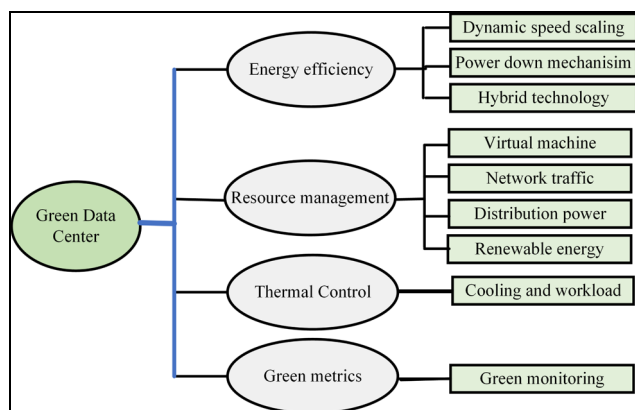 Green Data
Center
Energy efficiency
Dynamic speed scaling
Power down mechanisim
Hybrid technology
Resource management
Virtual machine
Network traffic
Distribution power
Renewable energy
Thermal Control
Cooling and workload
Green metrics
Green monitoring